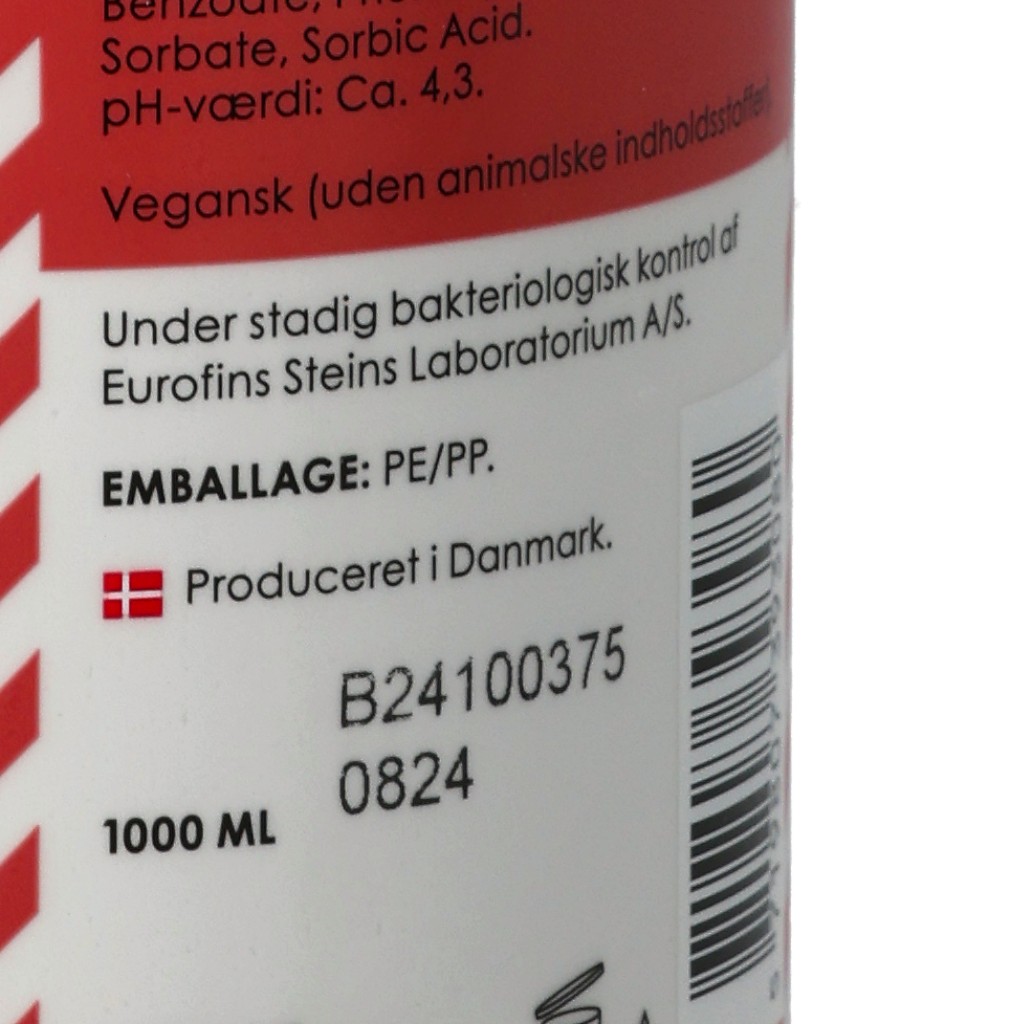 Benzoate,
Sorbate, Sorbic Acid.
pH-værdi: Ca. 4,3.
Vegansk (uden animalske indholdsstoffer)
Under stadig bakteriologisk kontrol af
Eurofins Steins Laboratorium A/S.
EMBALLAGE: PE/PP.
Produceret i Danmark.
B24100375
0824
1000 ML